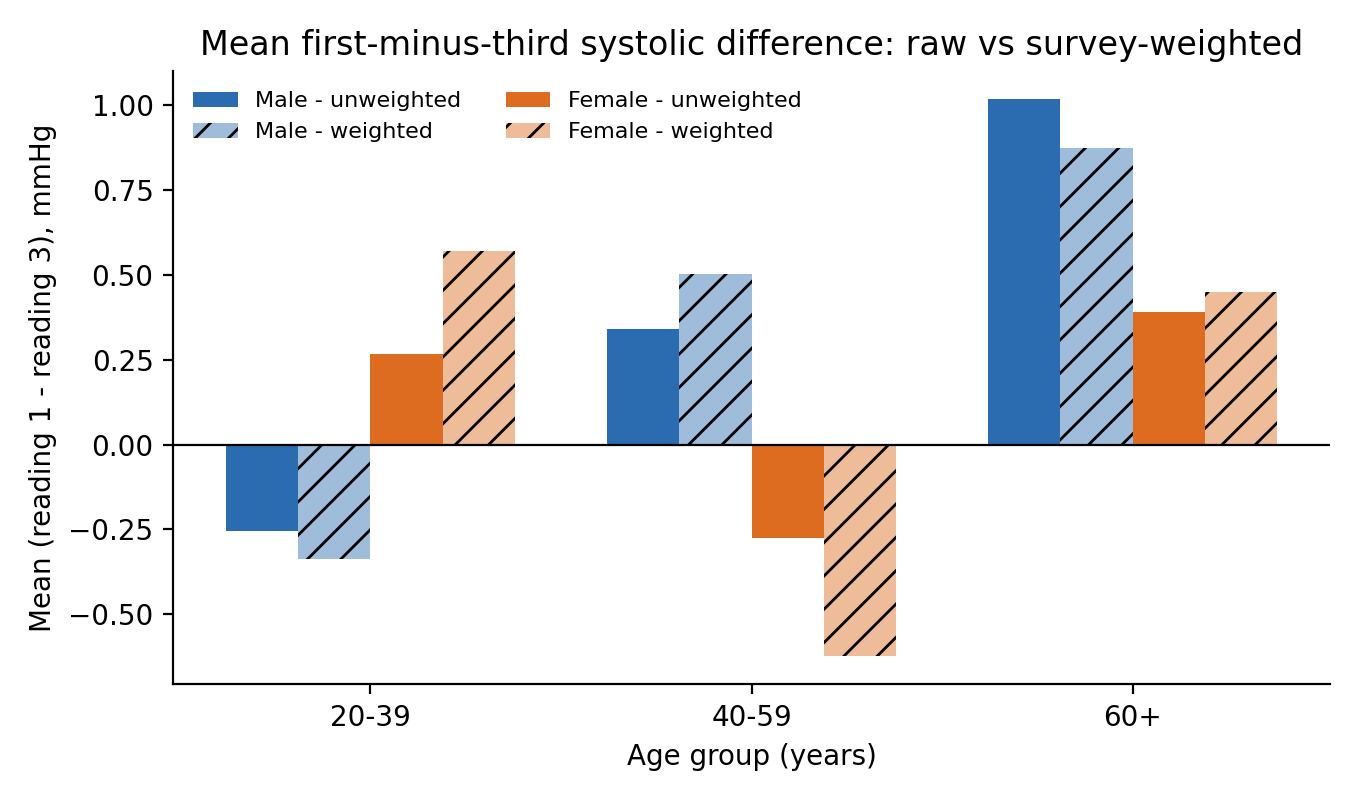 Mean first-minus-third systolic difference: raw vs survey-weighted
Male - unweighted
Male - weighted
Female - unweighted
Female - weighted
Mean (reading 1 - reading 3), mmHg
1.00
0.75
0.50
0.25
0.00
−0.25
−0.50
20-39
40-59
60+
Age group (years)